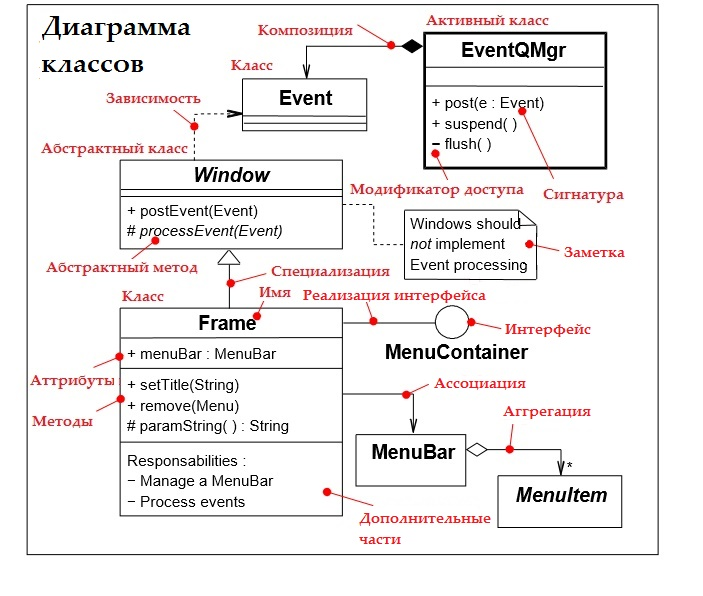 Диаграмма
классов
Композиция
Активный класс
EventQMgr
Класс
Event
+ post(e : Event)
+ suspend( )
− flush( )
Зависимость
Абстрактный класс
Window
Модификатор доступа
Сигнатура
+ postEvent(Event)
# processEvent(Event)
Windows should
not implement
Event processing
Заметка
Абстрактный метод
Специализация
Класс
Имя
Реализация интерфейса
Frame
Интерфейс
MenuContainer
+ menuBar : MenuBar
Аттрибуты
+ setTitle(String)
+ remove(Menu)
# paramString( ) : String
Методы
Ассоциация
Аггрегация
MenuBar
*
MenuItem
Responsabilities :
− Manage a MenuBar
− Process events
Дополнительные
части